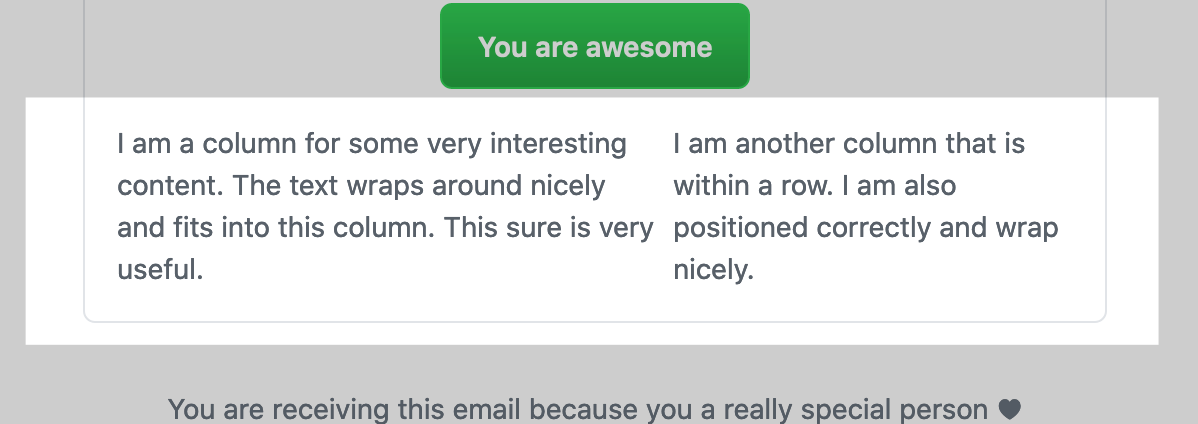 You are awesome
I am a column for some very interesting
content. The text wraps around nicely
and fits into this column. This sure is very
useful.
I am another column that is
within a row. I am also
positioned correctly and wrap
nicely.
You are receiving this email because you a really special person ♥